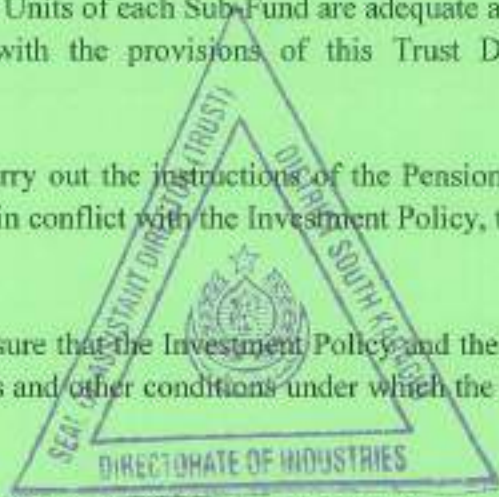 Units of each Sub-Fund are adequate a
with the provisions of this Trust D
rry out the instructions of the Pension
in conflict with the Investment Policy, t
sure that the Investment Policy and the
s and other conditions under which the
SEAL OF ASSISTANT DIRECTOR (TRUST)
DISTRICT SOUTH KARACHI
DIRECTORATE OF INDUSTRIES